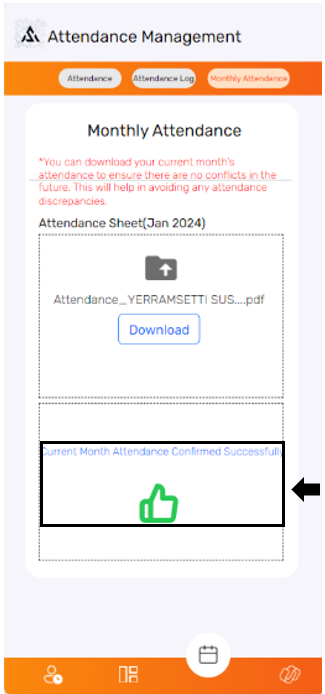 Attendance Management
Attendance
Attendance Log
Monthly Attendance
Monthly Attendance
*You can download your current month's
attendance to ensure there are no conflicts in the
future. This will help in avoiding any attendance
discrepancies.
Attendance Sheet(Jan 2024)
Attendance_YERRAMSETTI SUS....pdf
Download
Current Month Attendance Confirmed Successfully